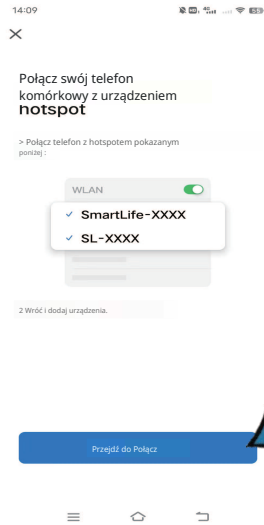 14:09
Połącz swój telefon
komórkowy z urządzeniem
hotspot
> Połącz telefon z hotspotem pokazanym
poniżej :
WLAN
SmartLife-XXXX
SL-XXXX
2 Wróć i dodaj urządzenia.
Przejdź do Połącz